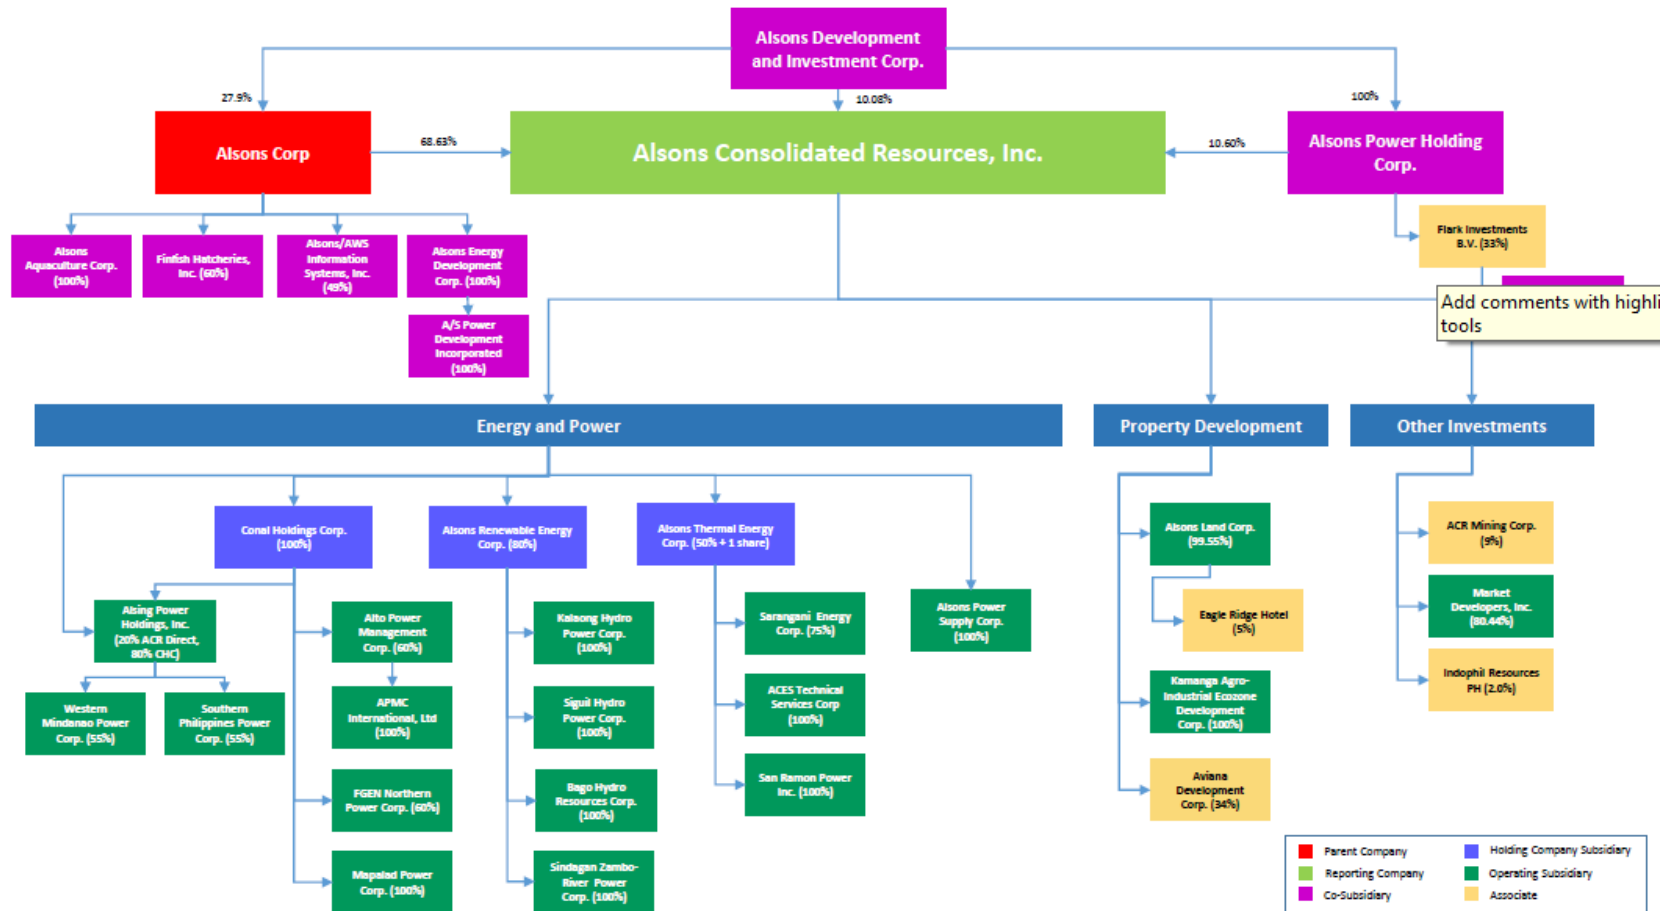 Alsons Development
and Investment Corp.
27.9%
10.08%
100%
Alsons Corp
68.63%
Alsons Consolidated Resources, Inc.
10.60%
Alsons Power Holding
Corp.
Flark Investments
B.V. (33%)
Alsons
Aquaculture Corp.
(100%)
Finfish Hatcheries,
Inc. (60%)
Alsons/AWS
Information
Systems, Inc.
(49%)
Alsons Energy
Development
Corp. (100%)
A/S Power
Development
Incorporated
(100%)
Add comments with highli
tools
Energy and Power
Property Development
Other Investments
Conal Holdings Corp.
(100%)
Alsons Renewable Energy
Corp. (80%)
Alsons Thermal Energy
Corp. (50% + 1 share)
Alsing Power
Holdings, Inc.
(20% ACR Direct,
80% CHC)
Western
Mindanao Power
Corp. (55%)
Southern
Philippines Power
Corp. (55%)
Alto Power
Management
Corp. (60%)
APMC
International, Ltd
(100%)
FGEN Northern
Power Corp. (60%)
Mapalad Power
Corp. (100%)
Kalaong Hydro
Power Corp.
(100%)
Siguil Hydro
Power Corp.
(100%)
Bago Hydro
Resources Corp.
(100%)
Sindagan Zambo-
River Power
Corp. (100%)
Sarangani Energy
Corp. (75%)
ACES Technical
Services Corp
(100%)
San Ramon Power
Inc. (100%)
Alsons Power
Supply Corp.
(100%)
Alsons Land Corp.
(99.55%)
Eagle Ridge Hotel
(5%)
Kamanga Agro-
Industrial Ecozone
Development
Corp. (100%)
Aviana
Development
Corp. (34%)
ACR Mining Corp.
(9%)
Market
Developers, Inc.
(80.44%)
Indophil Resources
PH (2.0%)
Parent Company
Reporting Company
Co-Subsidiary
Holding Company Subsidiary
Operating Subsidiary
Associate